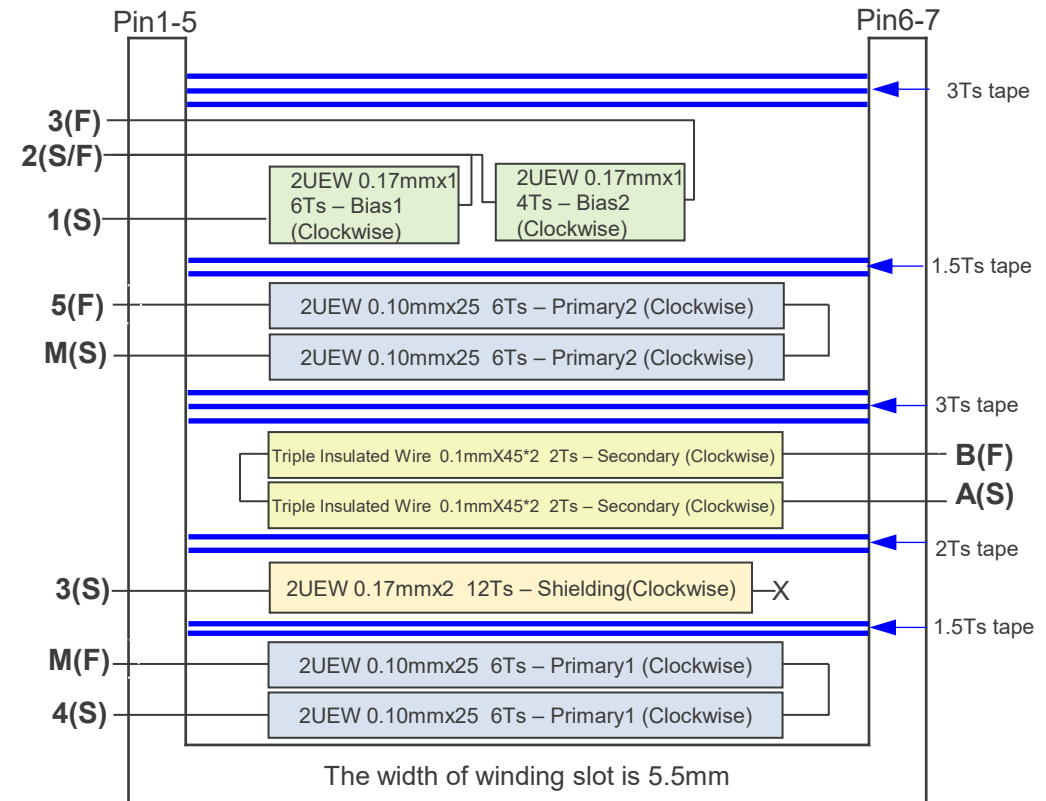 Pin1-5
Pin6-7
3Ts tape
3(F)
2(S/F)
2UEW 0.17mmx1
6Ts – Bias1
(Clockwise)
2UEW 0.17mmx1
4Ts – Bias2
(Clockwise)
1(S)
1.5Ts tape
5(F)
2UEW 0.10mmx25 6Ts – Primary2 (Clockwise)
M(S)
2UEW 0.10mmx25 6Ts – Primary2 (Clockwise)
3Ts tape
Triple Insulated Wire 0.1mmX45*2 2Ts – Secondary (Clockwise)
B(F)
Triple Insulated Wire 0.1mmX45*2 2Ts – Secondary (Clockwise)
A(S)
2Ts tape
3(S)
2UEW 0.17mmx2 12Ts – Shielding(Clockwise)
X
1.5Ts tape
M(F)
2UEW 0.10mmx25 6Ts – Primary1 (Clockwise)
4(S)
2UEW 0.10mmx25 6Ts – Primary1 (Clockwise)
The width of winding slot is 5.5mm